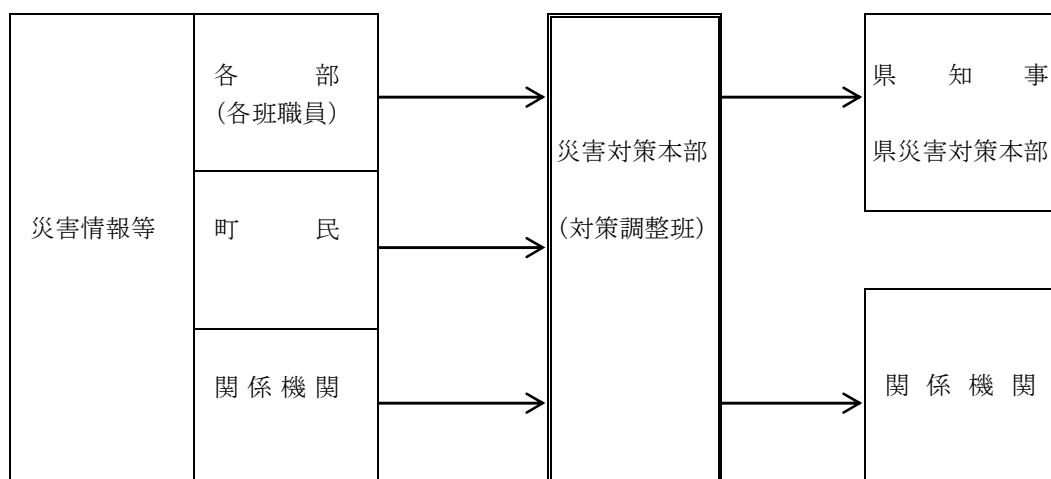 災害情報等
各部
(各班職員)
町民
関係機関
災害対策本部
(対策調整班)
県知事
県災害対策本部
関係機関